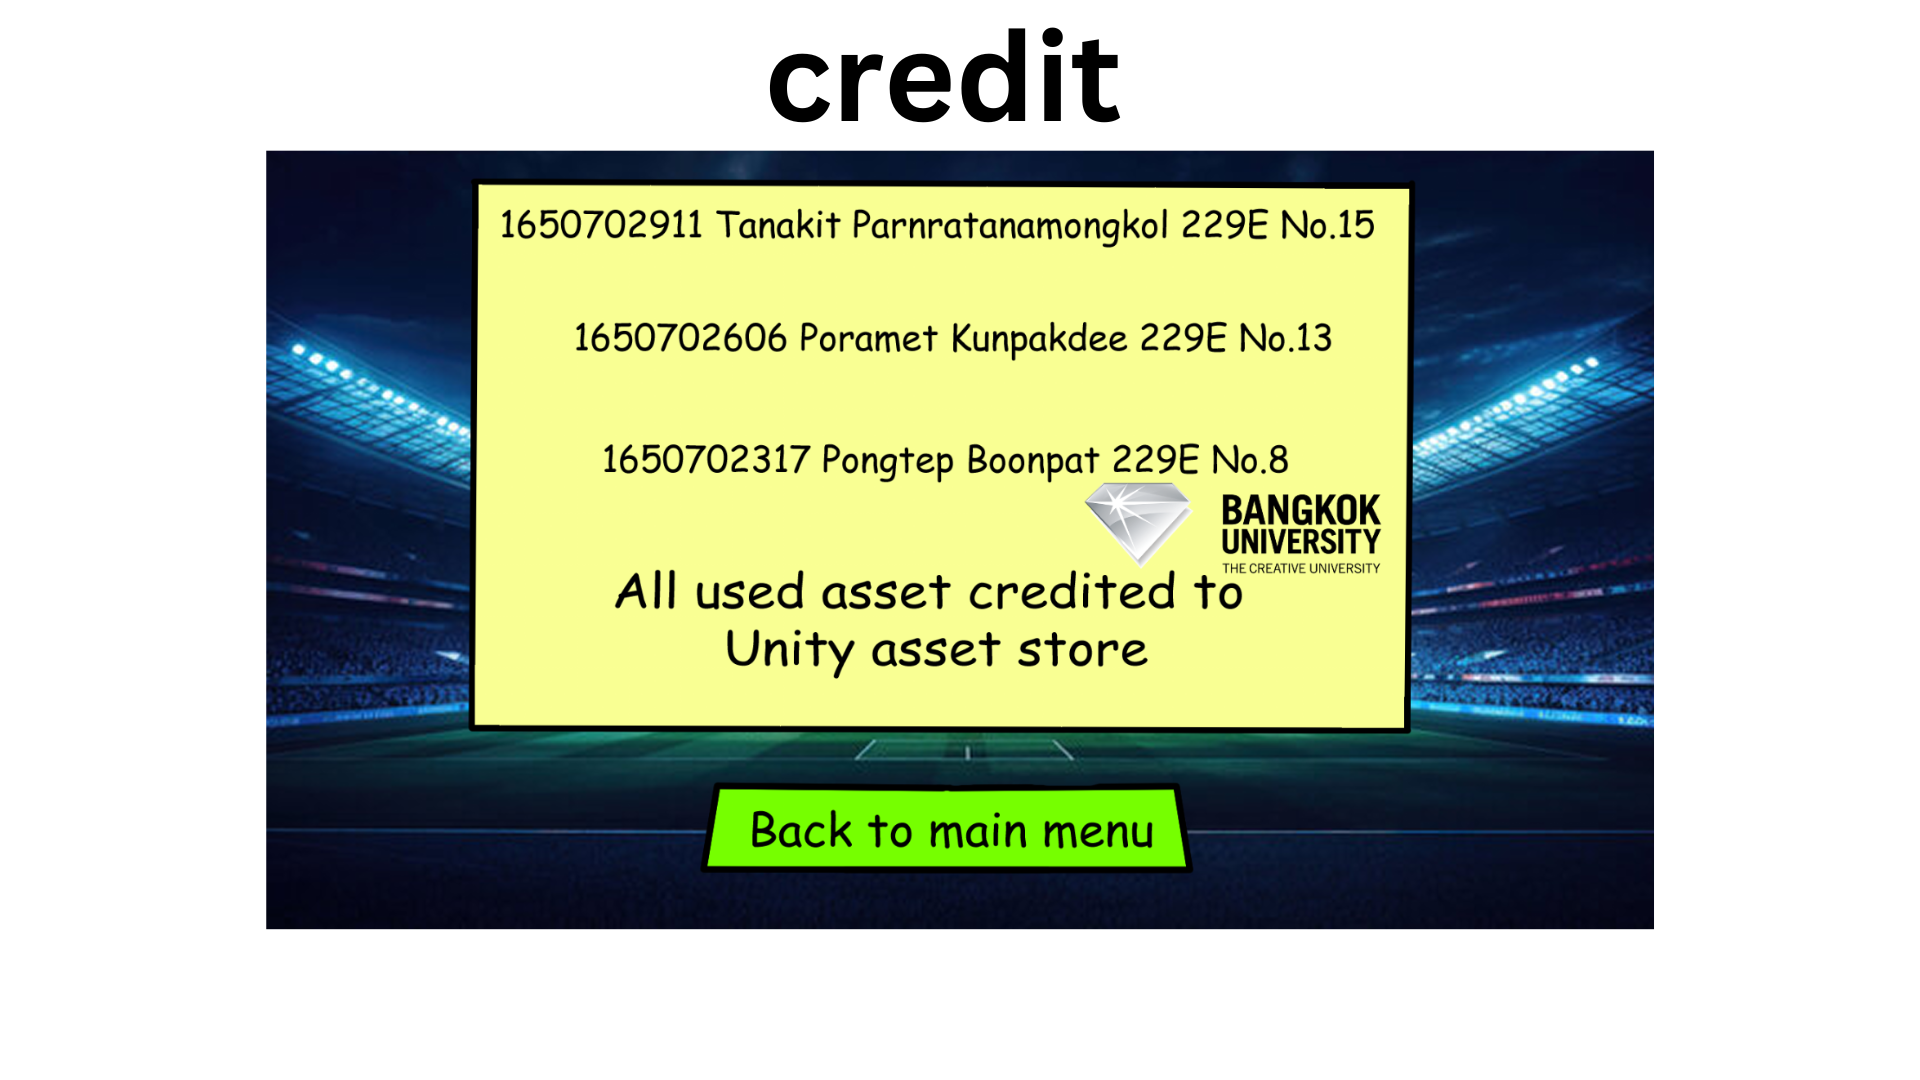 credit
1650702911 Tanakit Parnratanamongkol 229E No.15
1650702606 Poramet Kunpakdee 229E No.13
1650702317 Pongtep Boonpat 229E No.8
BANGKOK
UNIVERSITY
THE CREATIVE UNIVERSITY
All used asset credited to
Unity asset store
Back to main menu